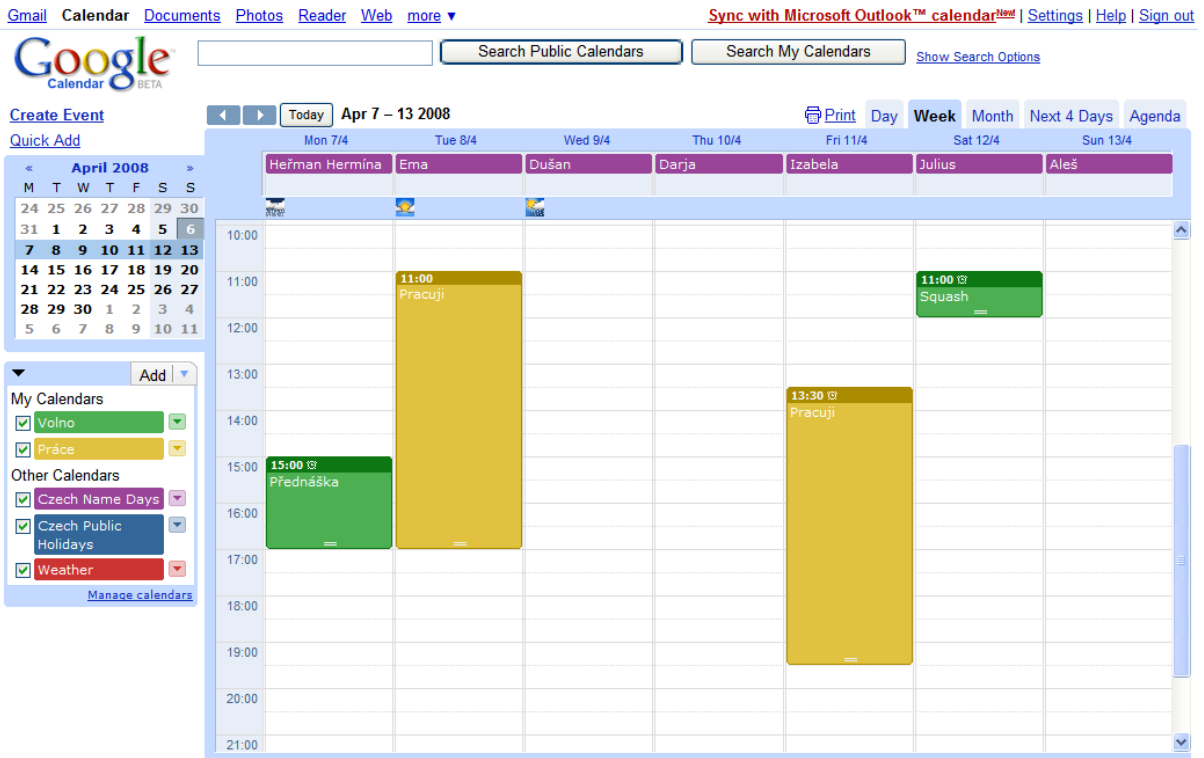 Gmail Calendar Documents Photos Reader Web more ▼ Sync with Microsoft Outlook™ calendar New! | Settings | Help | Sign out
Google™
Calendar BETA
Search Public Calendars Search My Calendars Show Search Options
Create Event
Quick Add
Today Apr 7 – 13 2008 Print Day Week Month Next 4 Days Agenda
« April 2008 »
M T W T F S S
24 25 26 27 28 29 30
31 1 2 3 4 5 6
7 8 9 10 11 12 13
14 15 16 17 18 19 20
21 22 23 24 25 26 27
28 29 30 1 2 3 4
5 6 7 8 9 10 11
Add
My Calendars
Volno
Práce
Other Calendars
Czech Name Days
Czech Public
Holidays
Weather
Manage calendars
Mon 7/4 Tue 8/4 Wed 9/4 Thu 10/4 Fri 11/4 Sat 12/4 Sun 13/4
Heřman Hermína Ema Dušan Darja Izabela Julius Aleš
10:00
11:00 11:00 11:00
Pracuji Squash
12:00
13:00
13:30
Pracuji
14:00
15:00 15:00
Přednáška
16:00
17:00
18:00
19:00
20:00
21:00